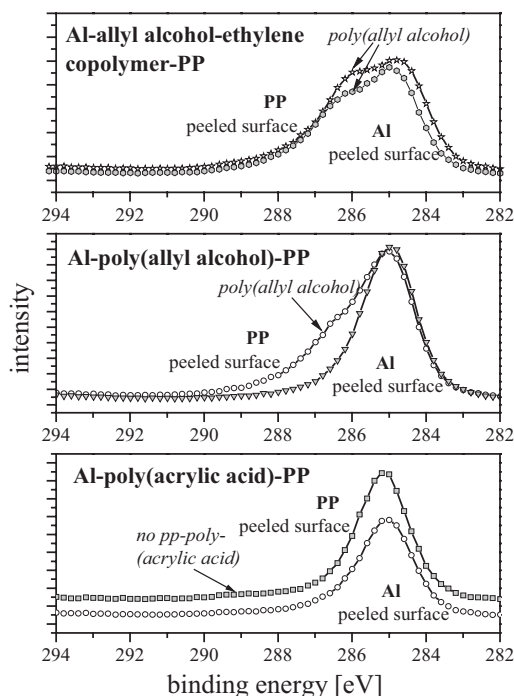 Al-allyl alcohol-ethylene
copolymer-PP
poly(allyl alcohol)
PP
peeled surface
Al
peeled surface
294 292 290 288 286 284 282
Al-poly(allyl alcohol)-PP
poly(allyl alcohol)
PP
peeled surface
Al
peeled surface
294 292 290 288 286 284 282
intensity
Al-poly(acrylic acid)-PP
PP
peeled surface
no pp-poly-
(acrylic acid)
Al
peeled surface
294 292 290 288 286 284 282
binding energy [eV]